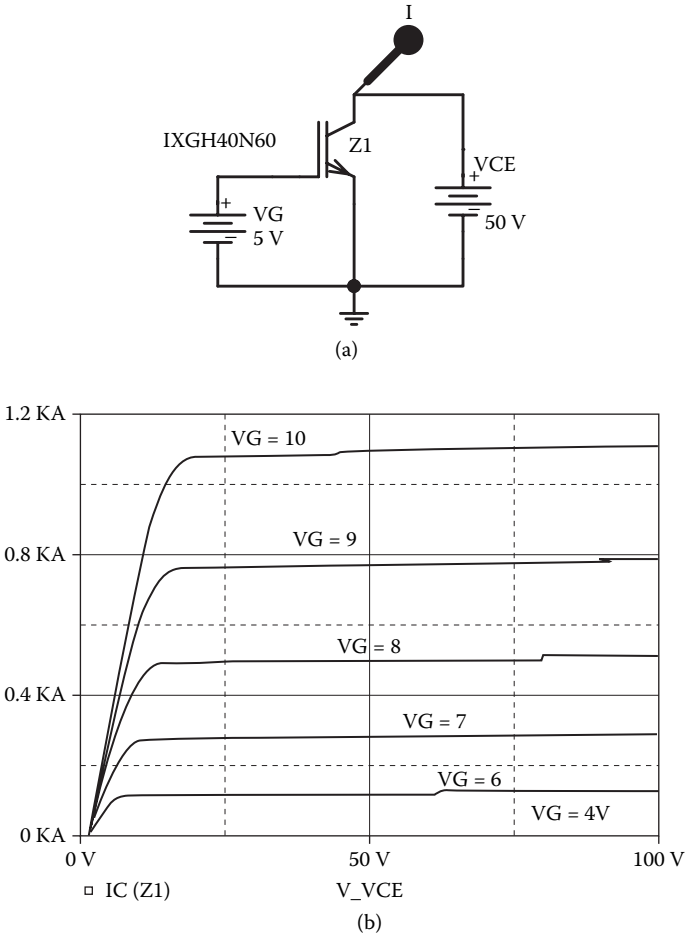 I
IXGH40N60
Z1
+
VCE
+
VG
–
5 V
–
50 V
(a)
1.2 KA
VG = 10
0.8 KA
VG = 9
VG = 8
0.4 KA
VG = 7
VG = 6
VG = 4V
0 KA
0 V
50 V
100 V
IC (Z1)
V_VCE
(b)